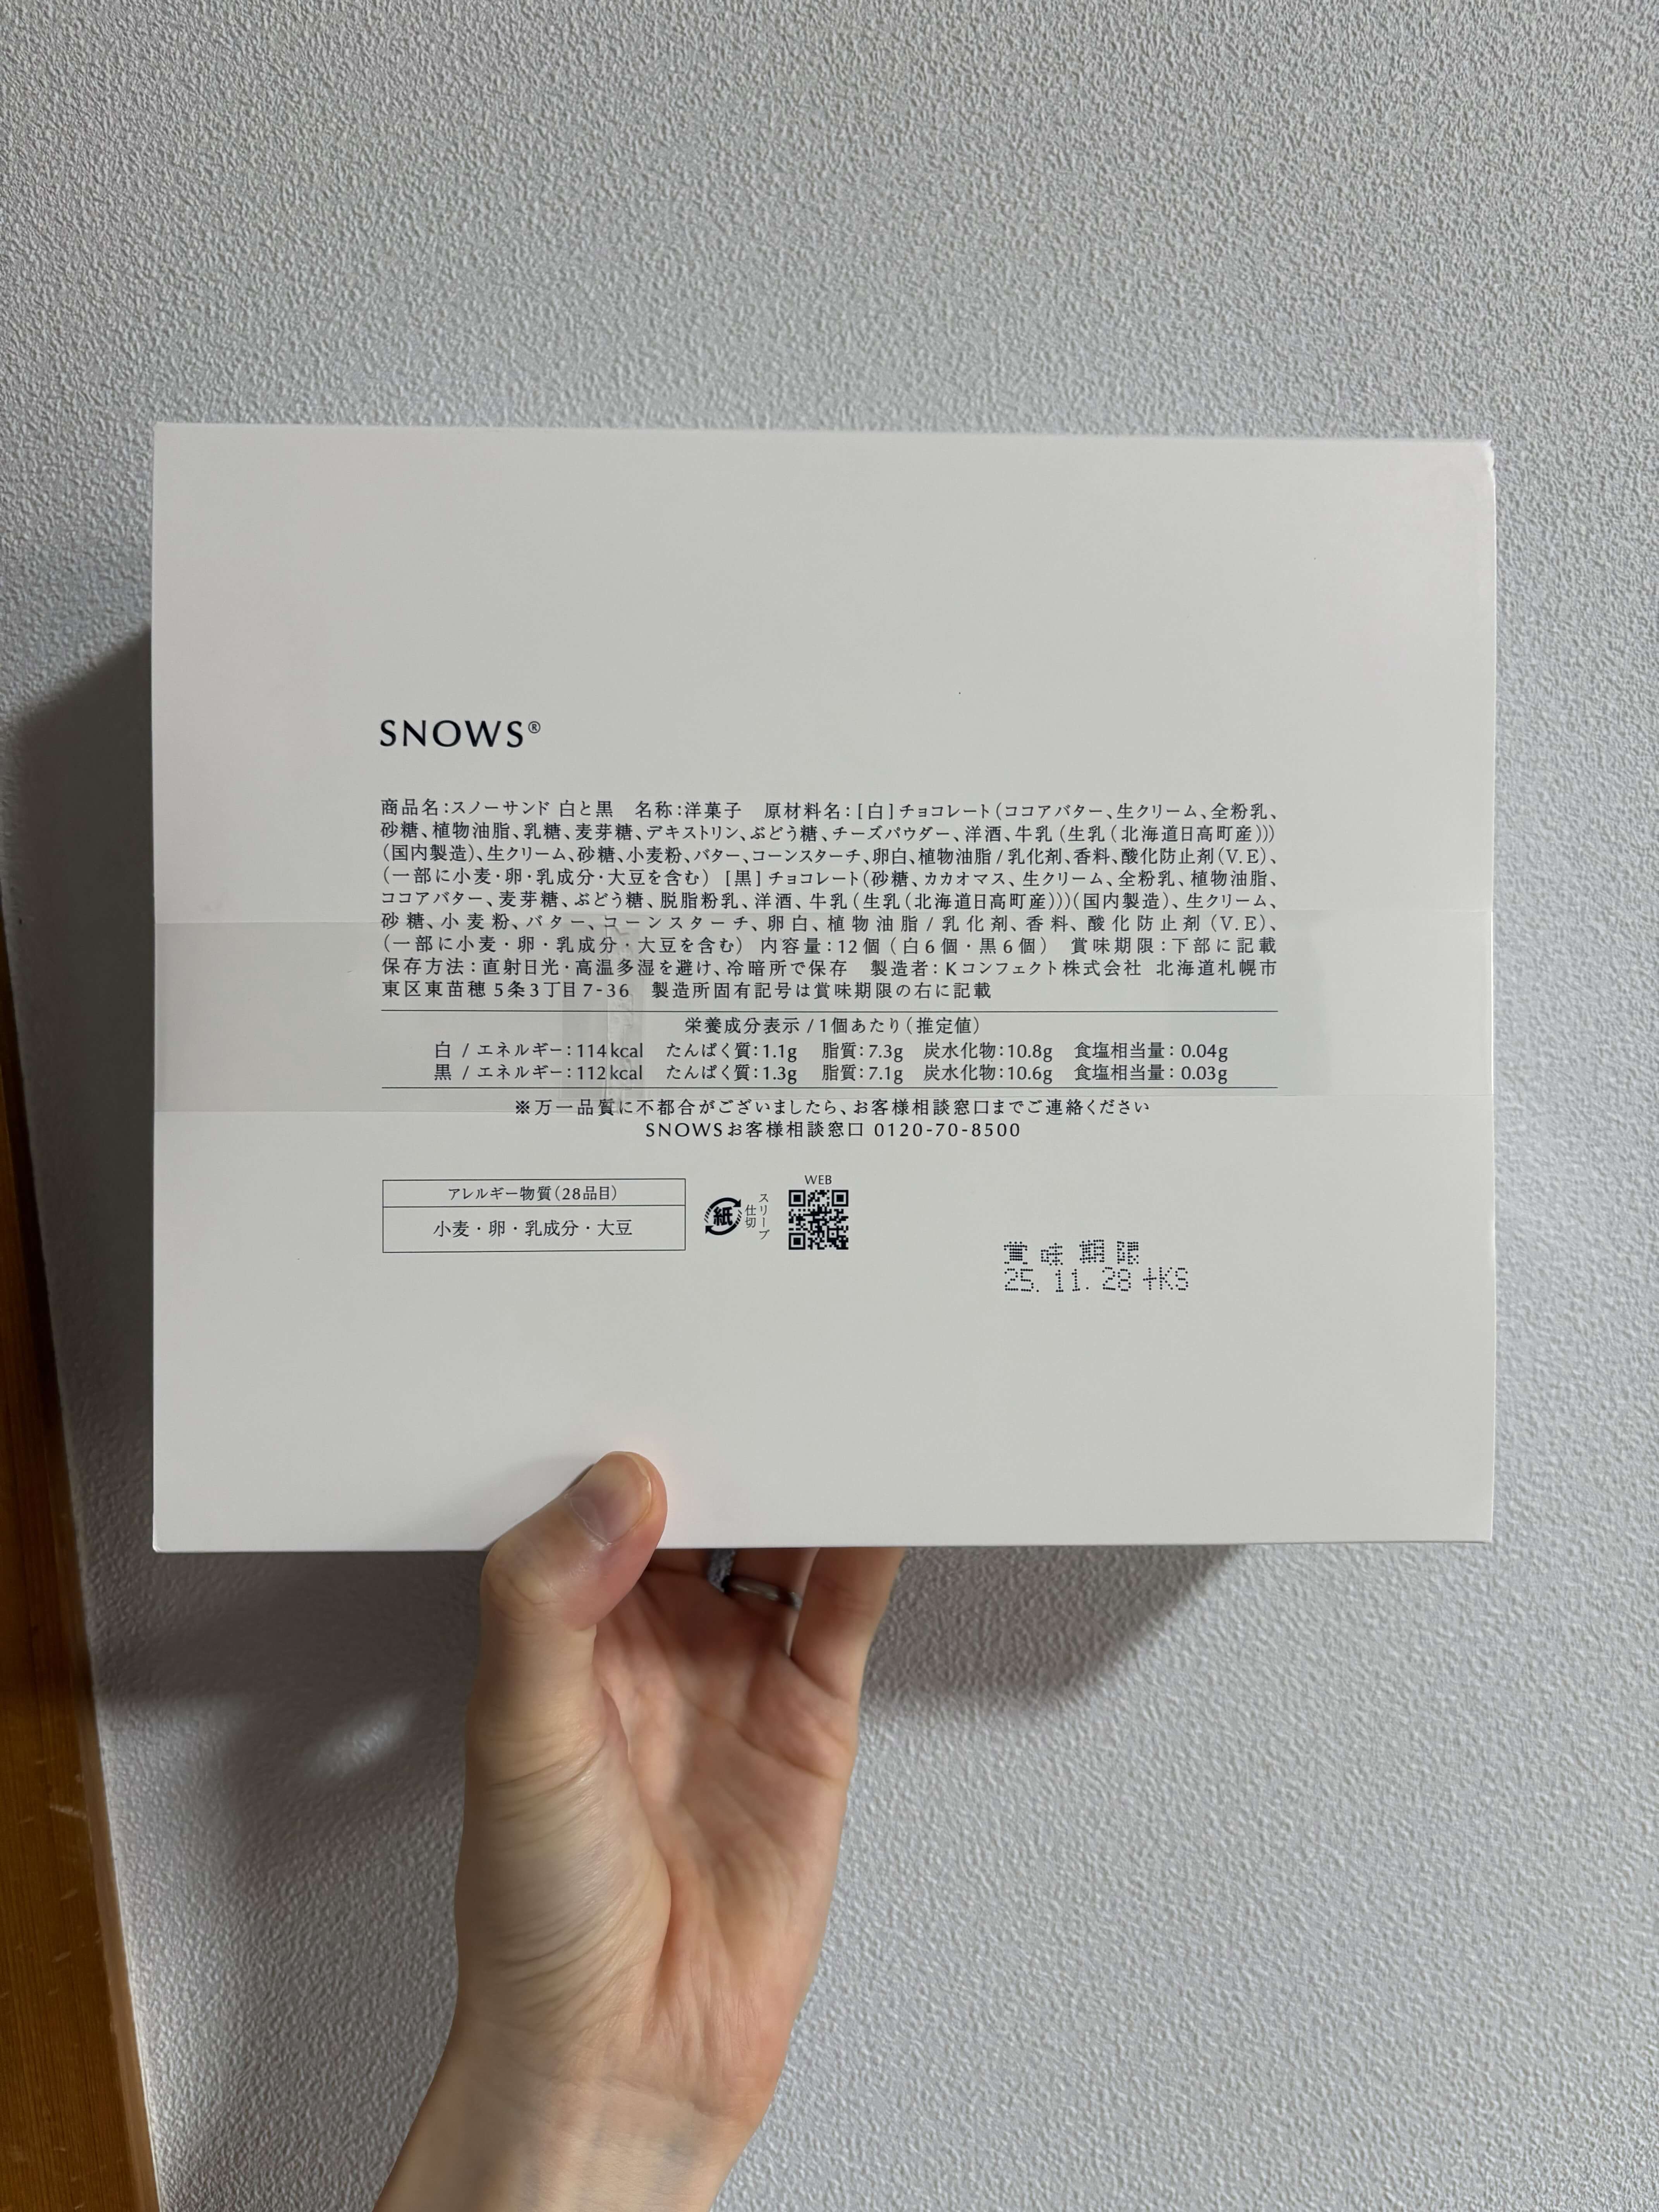 SNOWS®
商品名:スノーサンド 白と黒　名称:洋菓子　原材料名:[白]チョコレート(ココアバター、生クリーム、全粉乳、
砂糖、植物油脂、乳糖、麦芽糖、デキストリン、ぶどう糖、チーズパウダー、洋酒、牛乳(生乳(北海道日高町産)))
(国内製造)、生クリーム、砂糖、小麦粉、バター、コーンスターチ、卵白、植物油脂/乳化剤、香料、酸化防止剤(V.E)、
(一部に小麦・卵・乳成分・大豆を含む) [黒]チョコレート(砂糖、カカオマス、生クリーム、全粉乳、植物油脂、
ココアバター、麦芽糖、ぶどう糖、脱脂粉乳、洋酒、牛乳(生乳(北海道日高町産)))(国内製造)、生クリーム、
砂糖、小麦粉、バター、コーンスターチ、卵白、植物油脂/乳化剤、香料、酸化防止剤(V.E)、
(一部に小麦・卵・乳成分・大豆を含む) 内容量:12個(白6個・黒6個)　賞味期限:下部に記載
保存方法:直射日光・高温多湿を避け、冷暗所で保存　製造者:Kコンフェクト株式会社 北海道札幌市
東区東苗穂5条3丁目7-36　製造所固有記号は賞味期限の右に記載
栄養成分表示/1個あたり(推定値)
白 / エネルギー:114kcal　たんぱく質:1.1g　脂質:7.3g　炭水化物:10.8g　食塩相当量:0.04g
黒 / エネルギー:112kcal　たんぱく質:1.3g　脂質:7.1g　炭水化物:10.6g　食塩相当量:0.03g
※万一品質に不都合がございましたら、お客様相談窓口までご連絡ください
SNOWSお客様相談窓口 0120-70-8500
アレルギー物質(28品目)
小麦・卵・乳成分・大豆
紙
スリーブ
仕切
WEB
賞味期限
25.11.28+KS